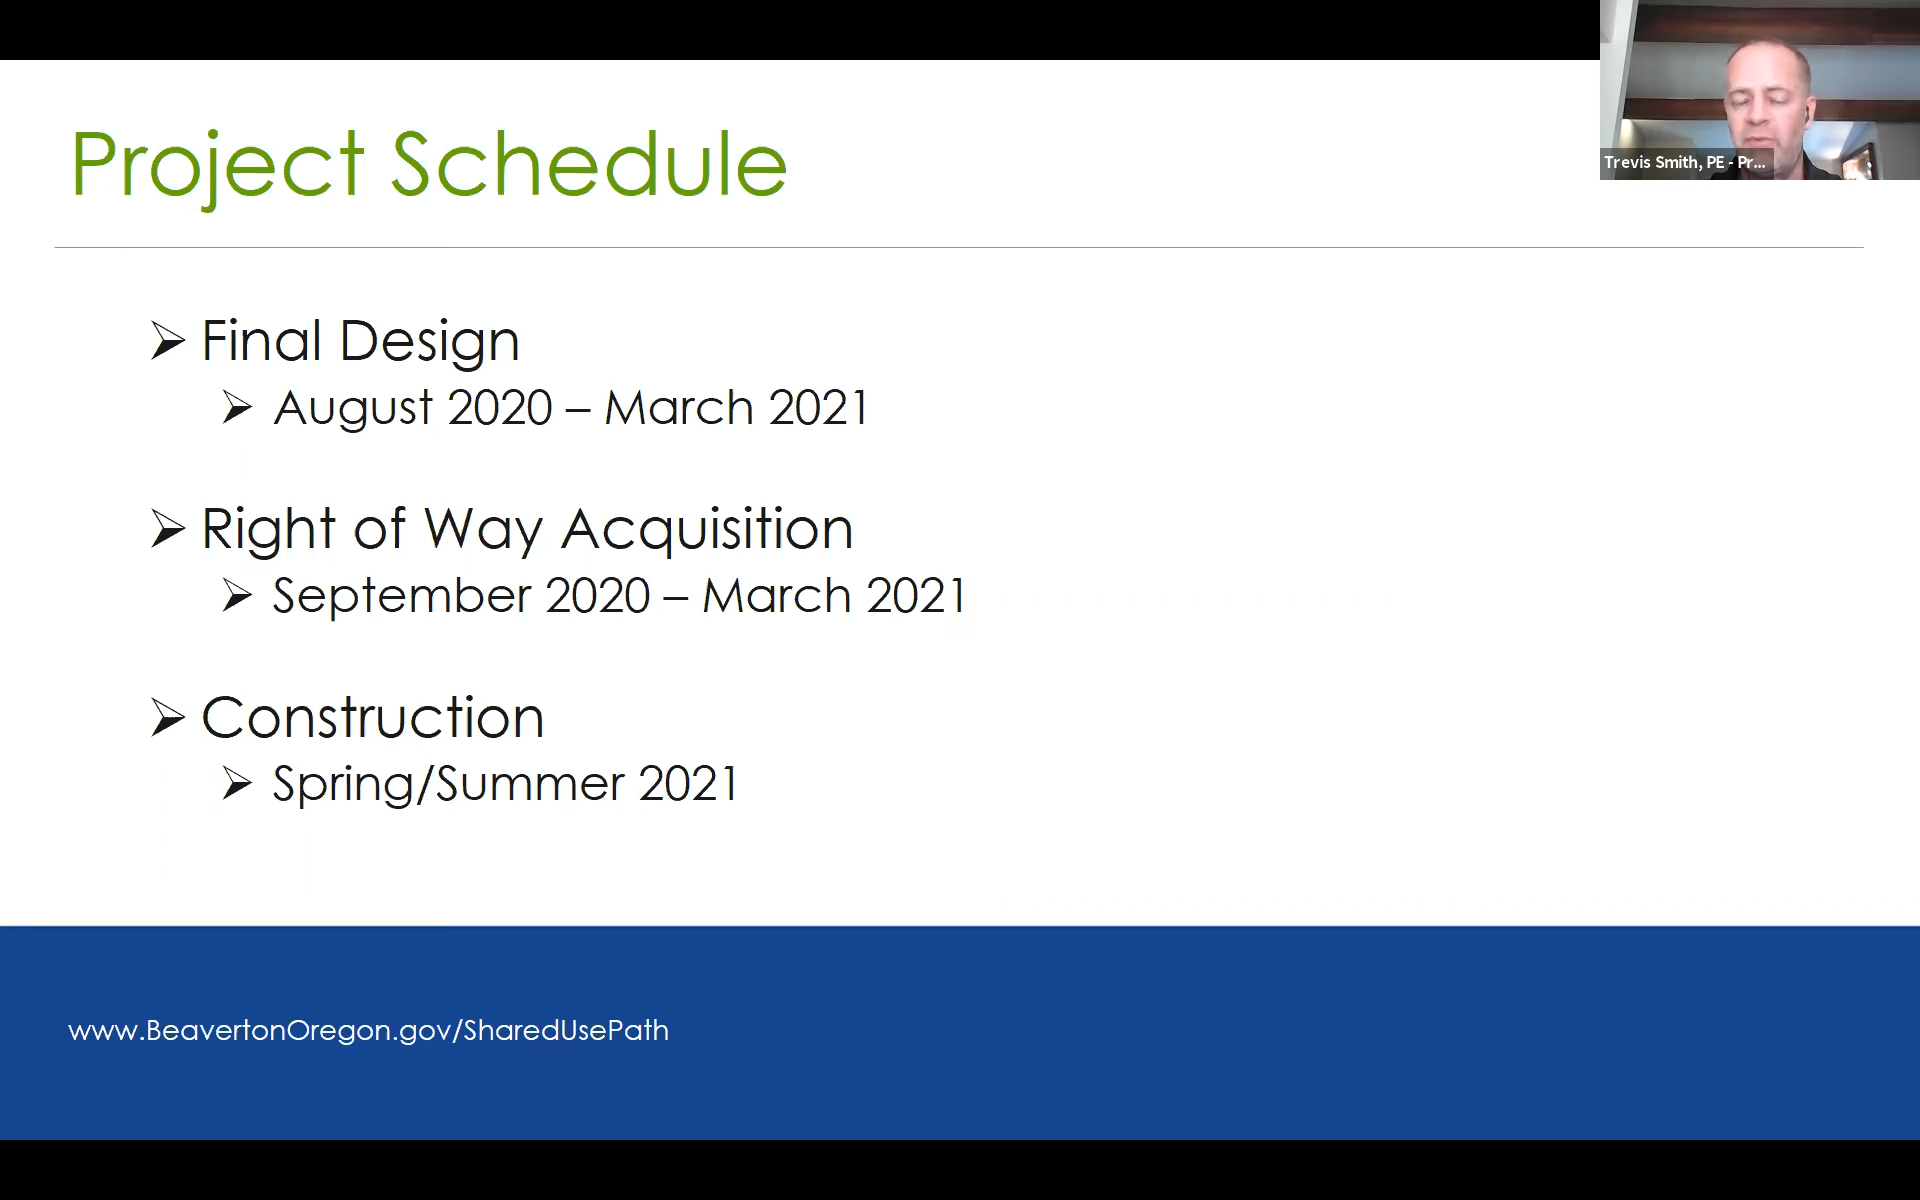 Project Schedule
Trevis Smith, PE - Pr...
Final Design
August 2020 – March 2021
Right of Way Acquisition
September 2020 – March 2021
Construction
Spring/Summer 2021
www.BeavertonOregon.gov/SharedUsePath